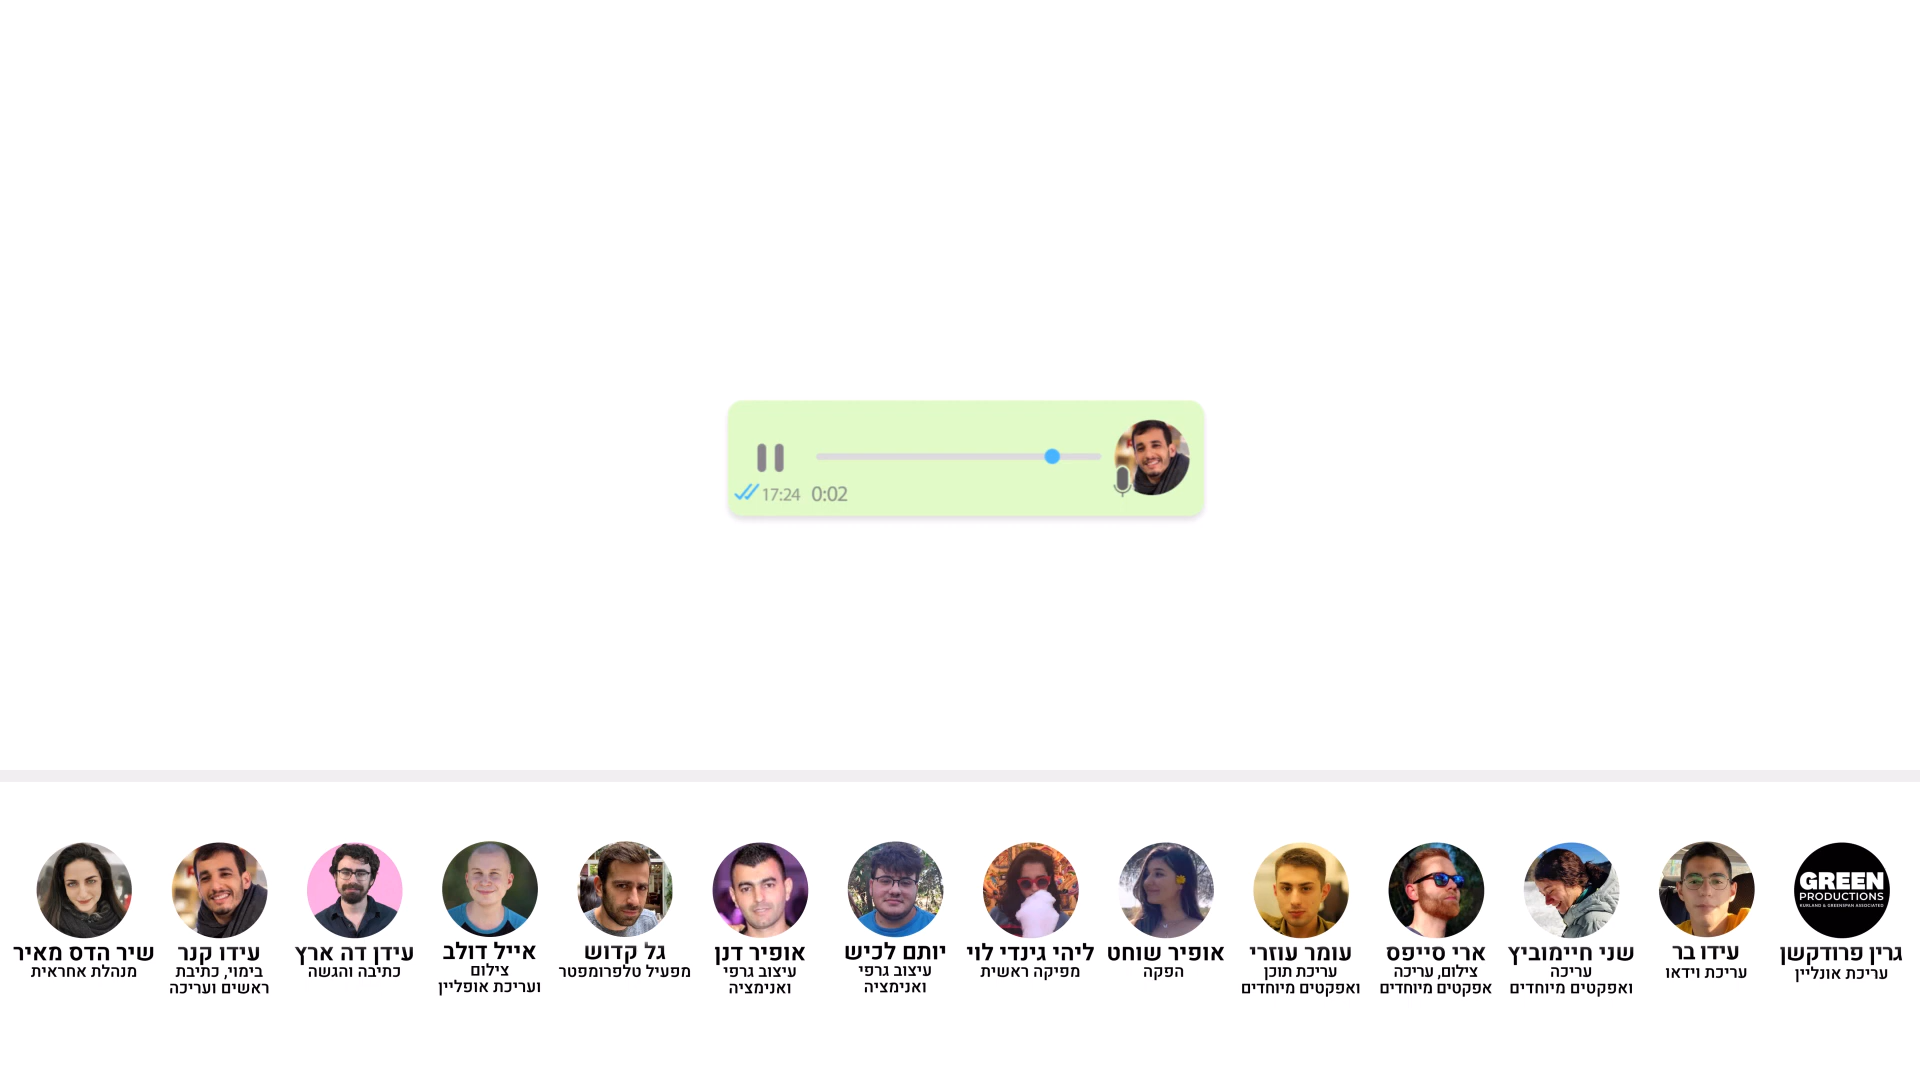 17:24 0:02
שיר הדס מאיר
מנהלת אחראית
עידו קנר
בימוי, כתיבת
ראשים ועריכה
עידן דה ארץ
כתיבה והגשה
אייל דולב
צילום
ועריכת אופליין
גל קדוש
מפעיל טלפרומפטר
אופיר דנן
עיצוב גרפי
ואנימציה
יותם לכיש
עיצוב גרפי
ואנימציה
ליהי גינדי לוי
מפיקה ראשית
אופיר שוחט
הפקה
עומר עוזרי
עריכת תוכן
ואפקטים מיוחדים
ארי סייפס
צילום, עריכה
אפקטים מיוחדים
שני חיימוביץ
עריכה
ואפקטים מיוחדים
עידו בר
עריכת וידאו
GREEN
PRODUCTIONS
KURLAND & GREENSPAN ASSOCIATED
גרין פרודקשן
עריכת אונליין